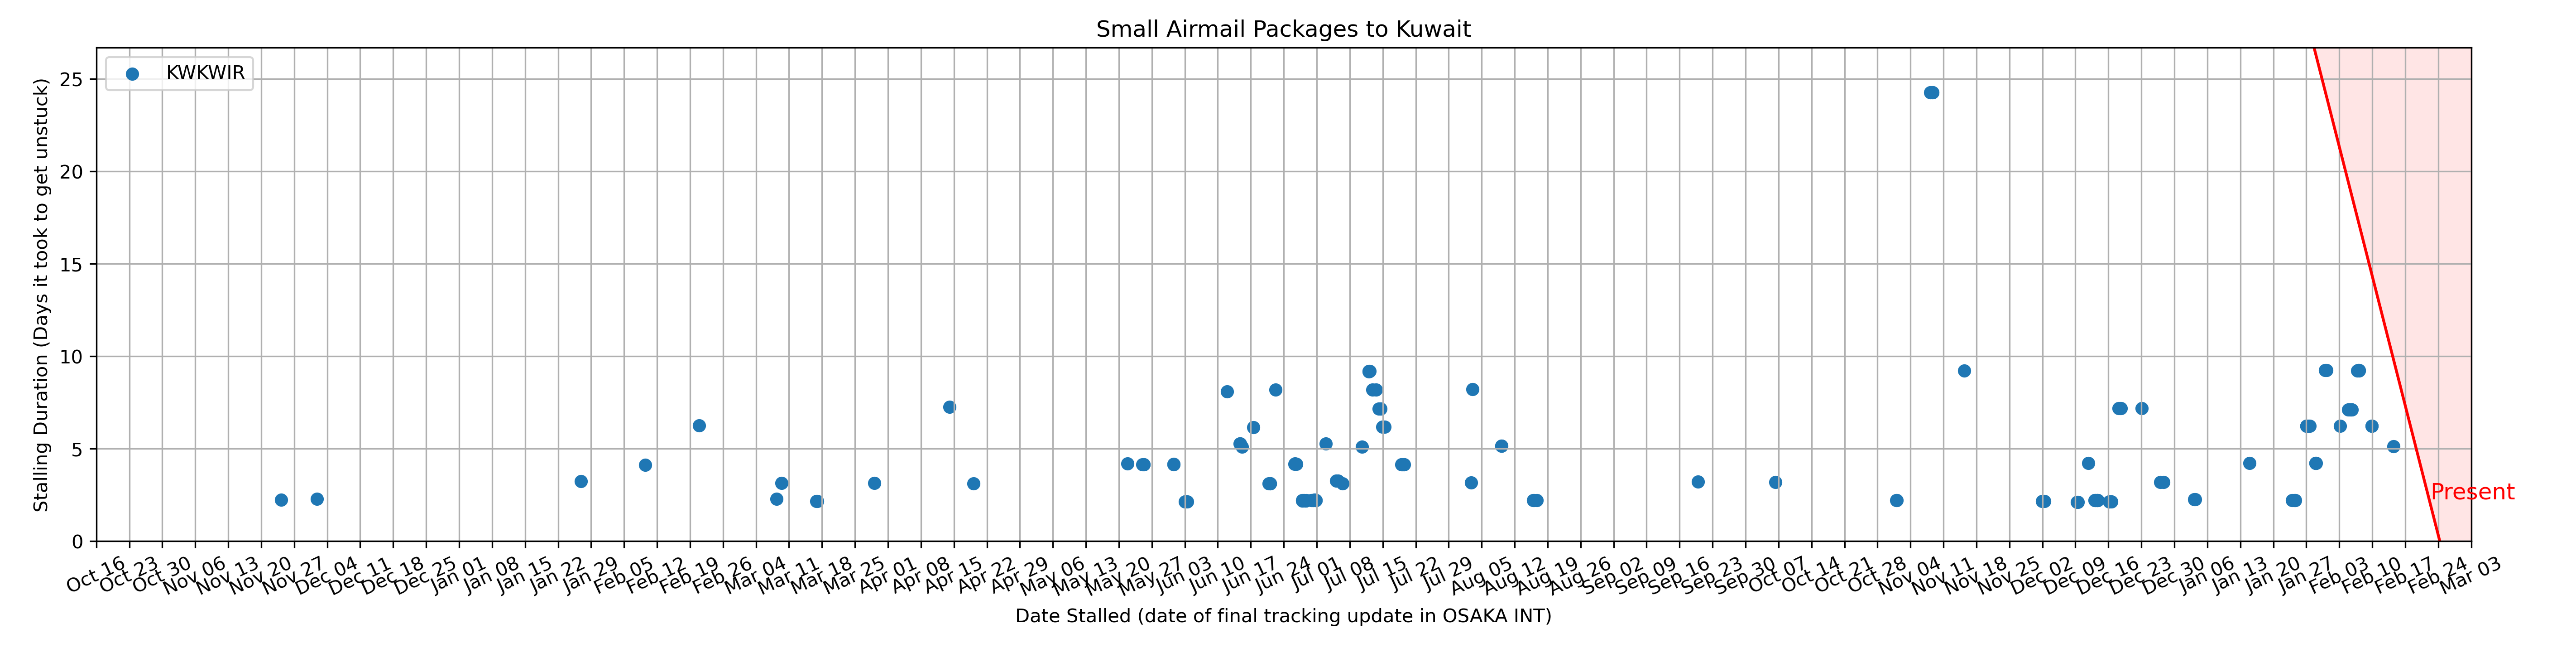 Small Airmail Packages to Kuwait
KWKWIR
Stalling Duration (Days it took to get unstuck)
25
20
15
10
5
0
Present
Oct 16 Oct 23 Oct 30 Nov 06 Nov 13 Nov 20 Nov 27 Dec 04 Dec 11 Dec 18 Dec 25 Jan 01 Jan 08 Jan 15 Jan 22 Jan 29 Feb 05 Feb 12 Feb 19 Feb 26 Mar 04 Mar 11 Mar 18 Mar 25 Apr 01 Apr 08 Apr 15 Apr 22 Apr 29 May 06 May 13 May 20 May 27 Jun 03 Jun 10 Jun 17 Jun 24 Jul 01 Jul 08 Jul 15 Jul 22 Jul 29 Aug 05 Aug 12 Aug 19 Aug 26 Sep 02 Sep 09 Sep 16 Sep 23 Sep 30 Oct 07 Oct 14 Oct 21 Oct 28 Nov 04 Nov 11 Nov 18 Nov 25 Dec 02 Dec 09 Dec 16 Dec 23 Dec 30 Jan 06 Jan 13 Jan 20 Jan 27 Feb 03 Feb 10 Feb 17 Feb 24 Mar 03
Date Stalled (date of final tracking update in OSAKA INT)